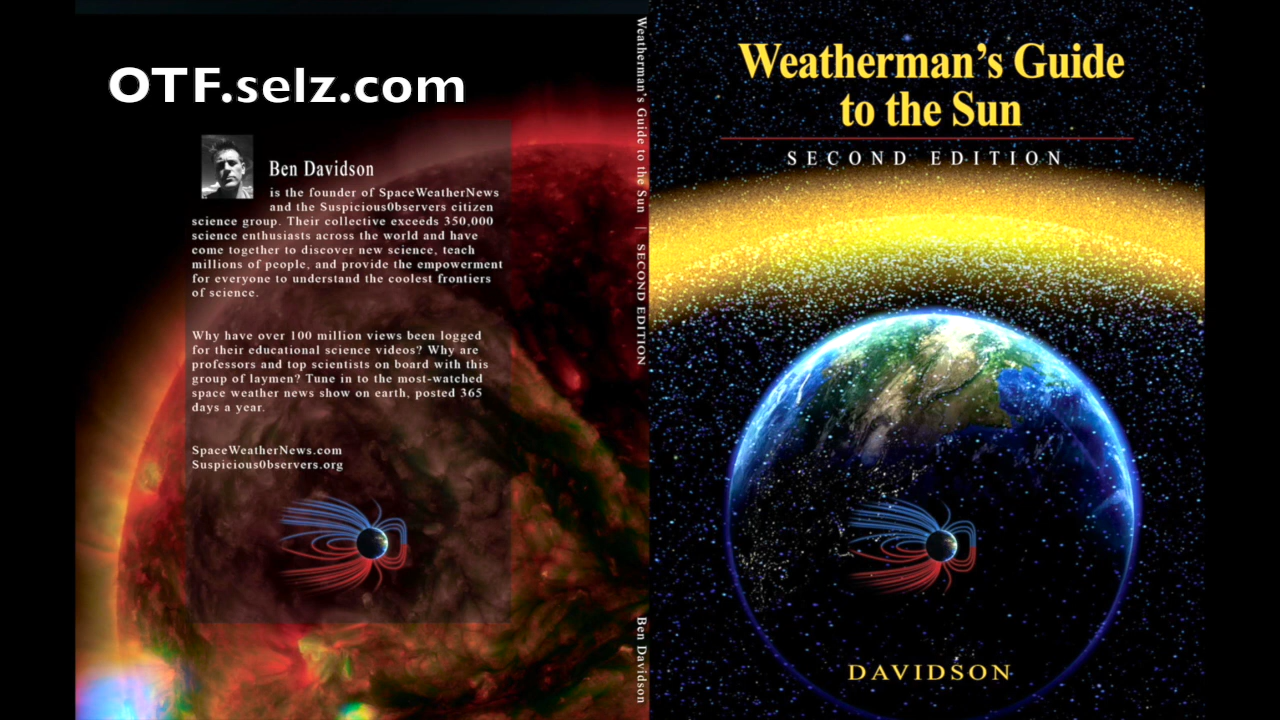 OTF.selz.com
Ben Davidson
is the founder of SpaceWeatherNews
and the Suspicious0bservers citizen
science group. Their collective exceeds 350,000
science enthusiasts across the world and have
come together to discover new science, teach
millions of people, and provide the empowerment
for everyone to understand the coolest frontiers
of science.
Why have over 100 million views been logged
for their educational science videos? Why are
professors and top scientists on board with this
group of laymen? Tune in to the most-watched
space weather news show on earth, posted 365
days a year.
SpaceWeatherNews.com
Suspicious0bservers.org
Weatherman's Guide to the Sun | SECOND EDITION
Ben Davidson
Weatherman's Guide
to the Sun
SECOND EDITION
DAVIDSON